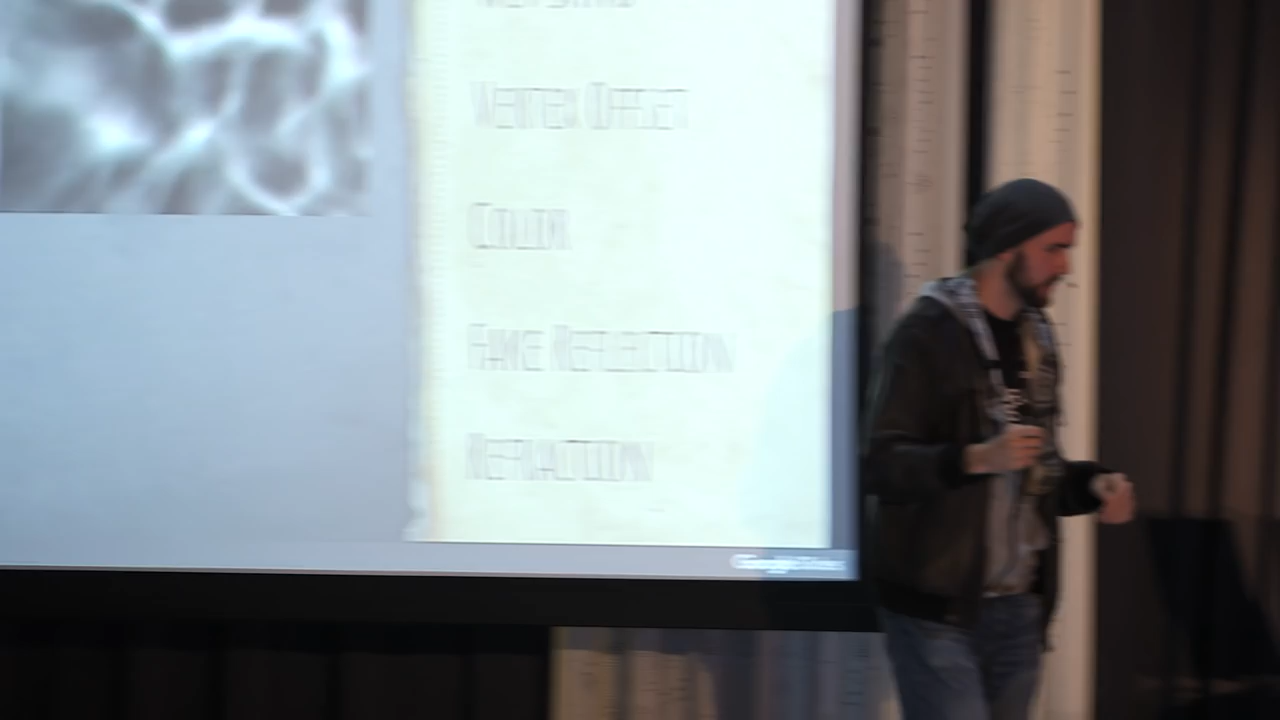 Vertex Offset
Color
Fake Reflection
Refraction